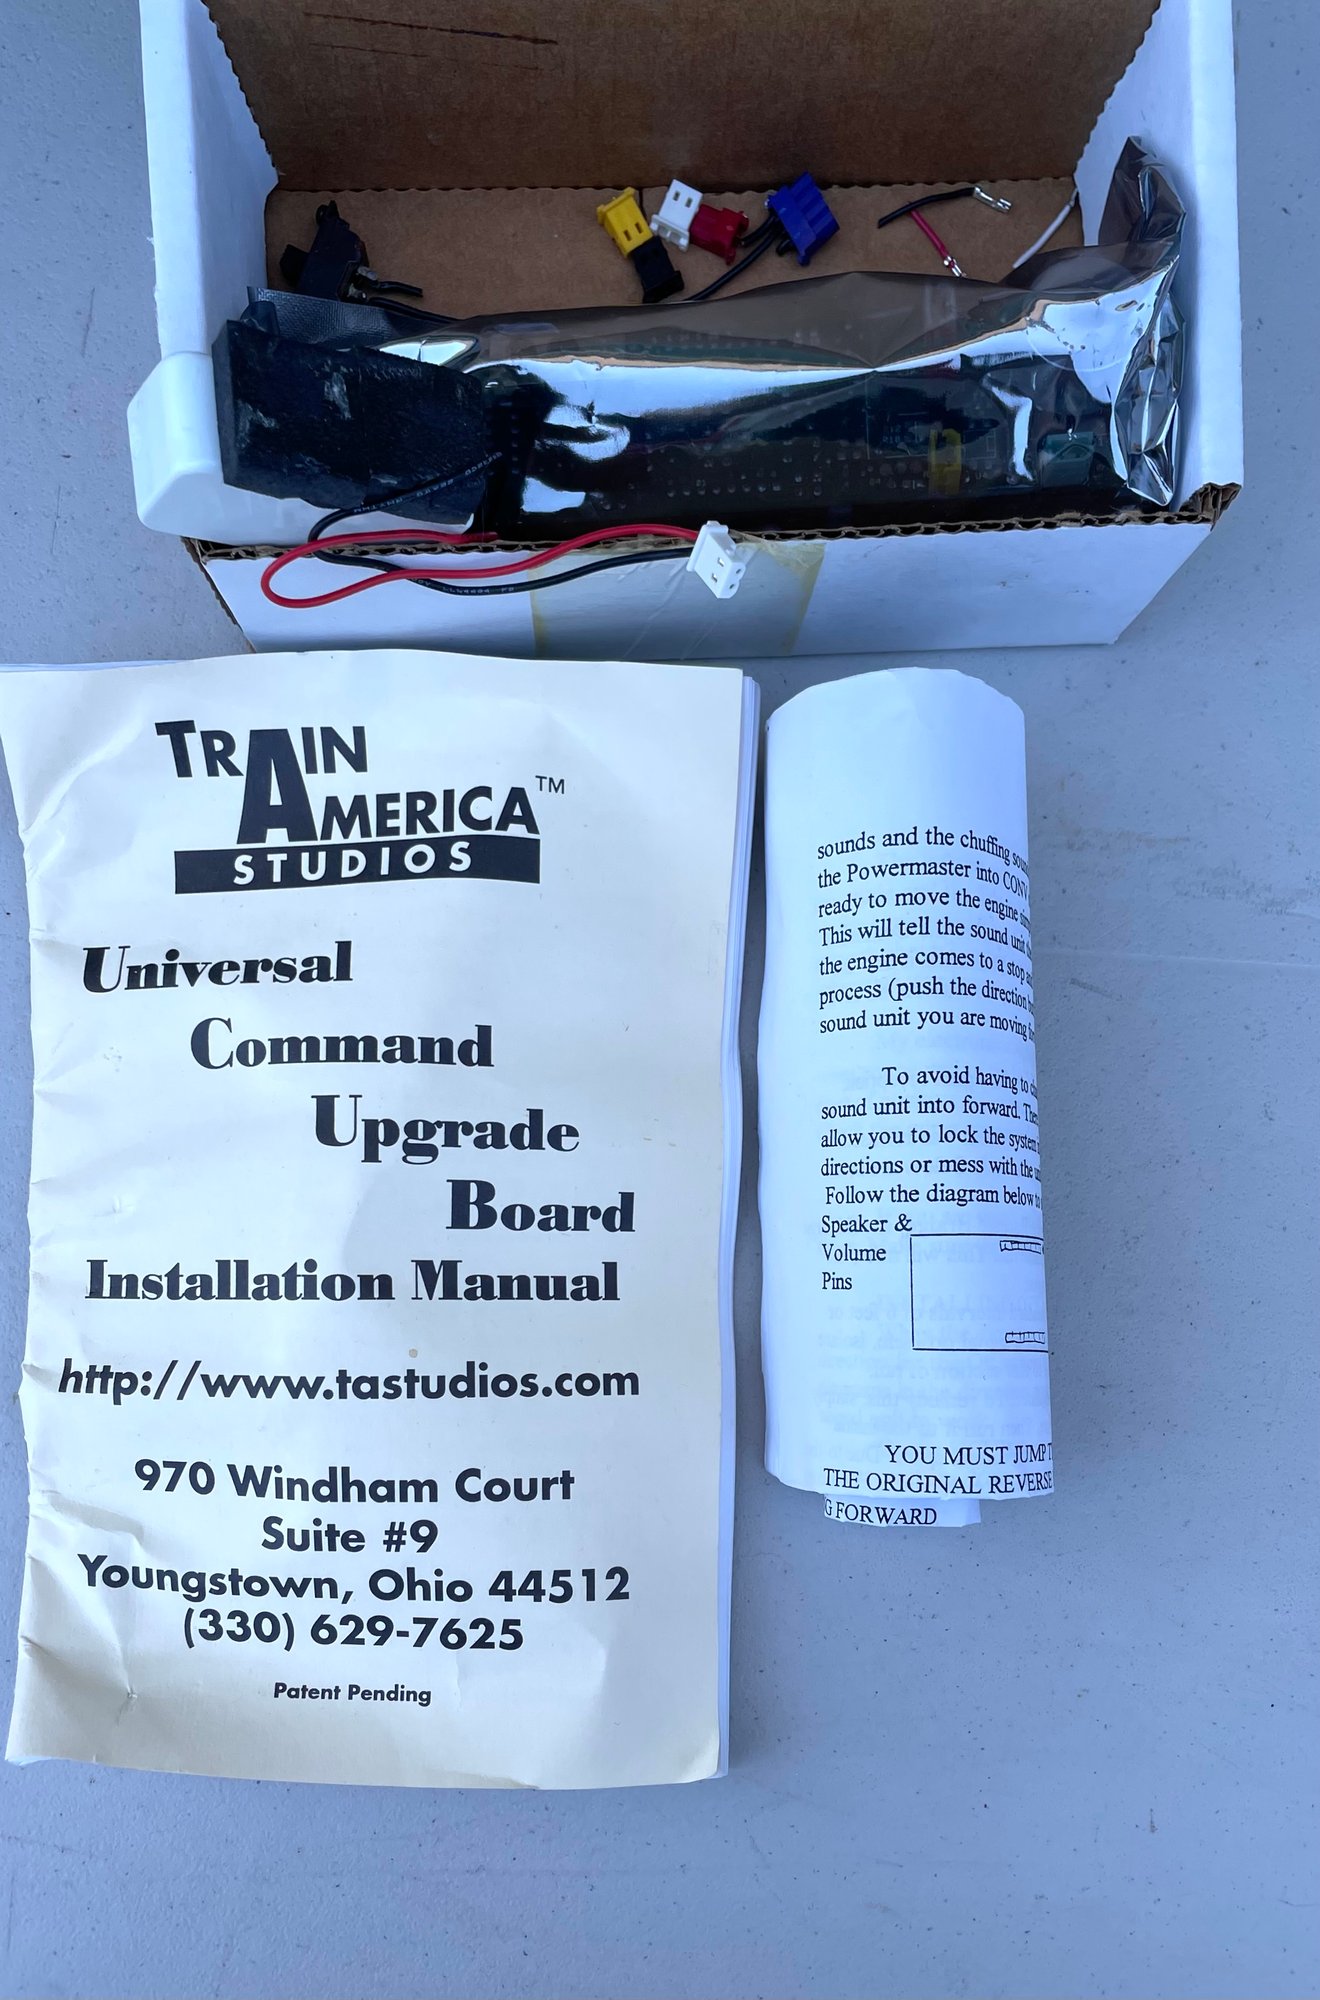 TRAIN
AMERICA™
STUDIOS
Universal
Command
Upgrade
Board
Installation Manual
http://www.tastudios.com
970 Windham Court
Suite #9
Youngstown, Ohio 44512
(330) 629-7625
Patent Pending
sounds and the chuffing
the Powermaster into
ready to move the engine
This will tell the sound unit
the engine comes to a stop
process (push the direction
sound unit you are moving
To avoid having to
sound unit into forward.
allow you to lock the system
directions or mess with the
Follow the diagram below
Speaker &
Volume
Pins
YOU MUST JUMP
THE ORIGINAL REVERSE
FORWARD